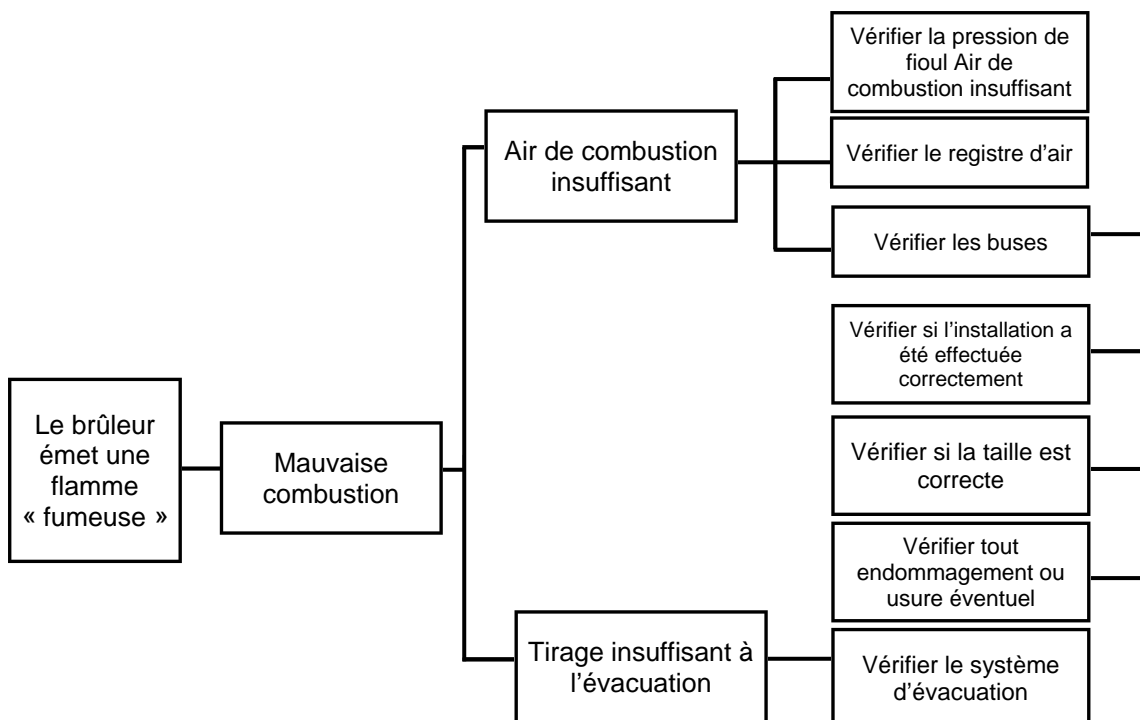 Le brûleur
émet une
flamme
« fumeuse »
Mauvaise
combustion
Air de combustion
insuffisant
Tirage insuffisant à
l’évacuation
Vérifier la pression de
fioul Air de
combustion insuffisant
Vérifier le registre d’air
Vérifier les buses
Vérifier si l’installation a
été effectuée
correctement
Vérifier si la taille est
correcte
Vérifier tout
endommagement ou
usure éventuel
Vérifier le système
d’évacuation